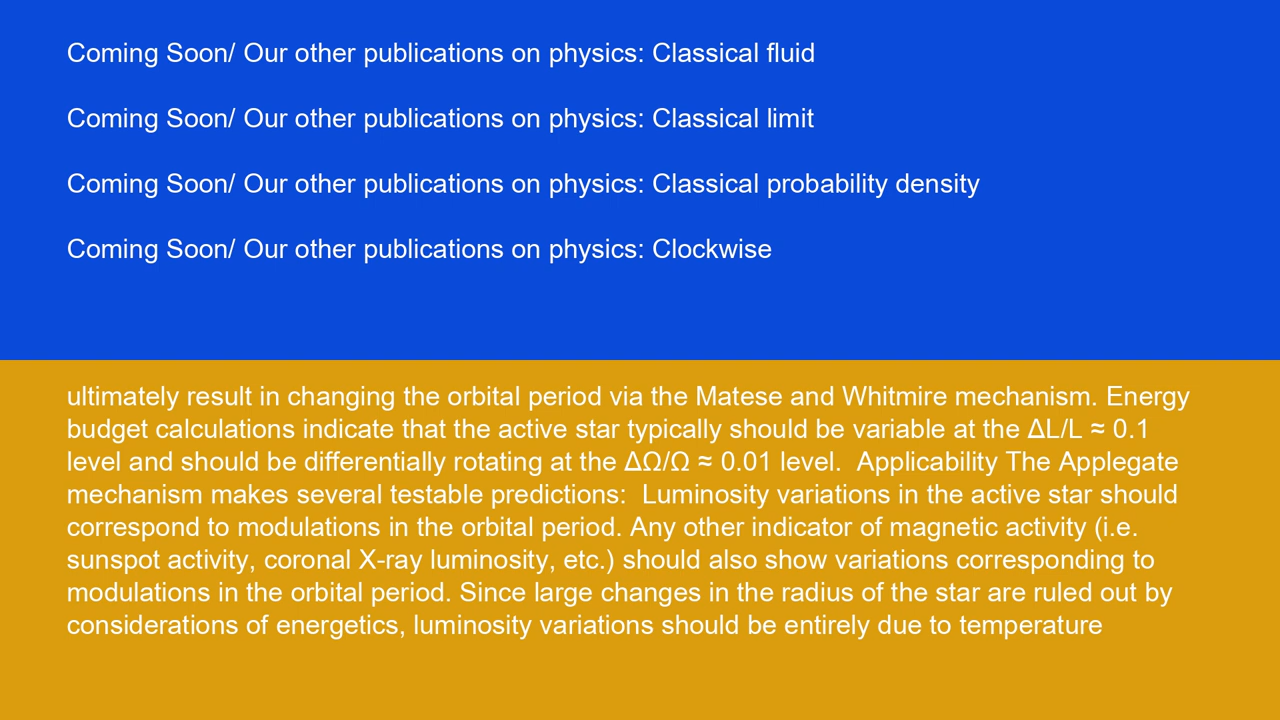 Coming Soon/ Our other publications on physics: Classical fluid
Coming Soon/ Our other publications on physics: Classical limit
Coming Soon/ Our other publications on physics: Classical probability density
Coming Soon/ Our other publications on physics: Clockwise
ultimately result in changing the orbital period via the Matese and Whitmire mechanism. Energy
budget calculations indicate that the active star typically should be variable at the ΔL/L ≈ 0.1
level and should be differentially rotating at the ΔΩ/Ω ≈ 0.01 level.  Applicability The Applegate
mechanism makes several testable predictions:  Luminosity variations in the active star should
correspond to modulations in the orbital period. Any other indicator of magnetic activity (i.e.
sunspot activity, coronal X-ray luminosity, etc.) should also show variations corresponding to
modulations in the orbital period. Since large changes in the radius of the star are ruled out by
considerations of energetics, luminosity variations should be entirely due to temperature